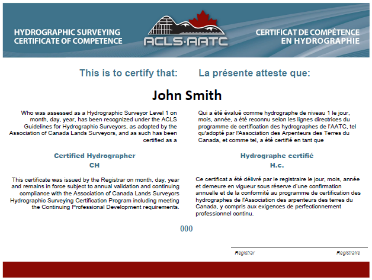 HYDROGRAPHIC SURVEYING
CERTIFICATE OF COMPETENCE
ACLS-AATC
CERTIFICAT DE COMPÉTENCE
EN HYDROGRAPHIE
This is to certify that:
La présente atteste que:
John Smith
Who was assessed as a Hydrographic Surveyor Level 1 on
month, day, year, has been recognized under the ACLS
Guidelines for Hydrographic Surveyors, as adopted by the
Association of Canada Lands Surveyors, and as such has been
certified as a
Qui a été évalué comme hydrographe de niveau 1 le jour,
mois, année, a été reconnu selon les lignes directrices du
programme de certification des hydrographes de l'AATC, tel
qu'adopté par l'Association des Arpenteurs des Terres du
Canada, et comme tel, a été certifié en tant que
Certified Hydrographer
CH
Hydrographe certifié
H.c.
This certificate was issued by the Registrar on month, day, year
and remains in force subject to annual validation and continuing
compliance with the Association of Canada Lands Surveyors
Hydrographic Surveying Certification Program including meeting
the Continuing Professional Development requirements.
Ce certificat a été délivré par le registraire le jour, mois, année
et demeure en vigueur sous réserve d'une confirmation
annuelle et de la conformité au programme de certification des
hydrographes de l'Association des arpenteurs des terres du
Canada, y compris aux exigences de perfectionnement
professionnel continu.
000
Registrar
Registraire